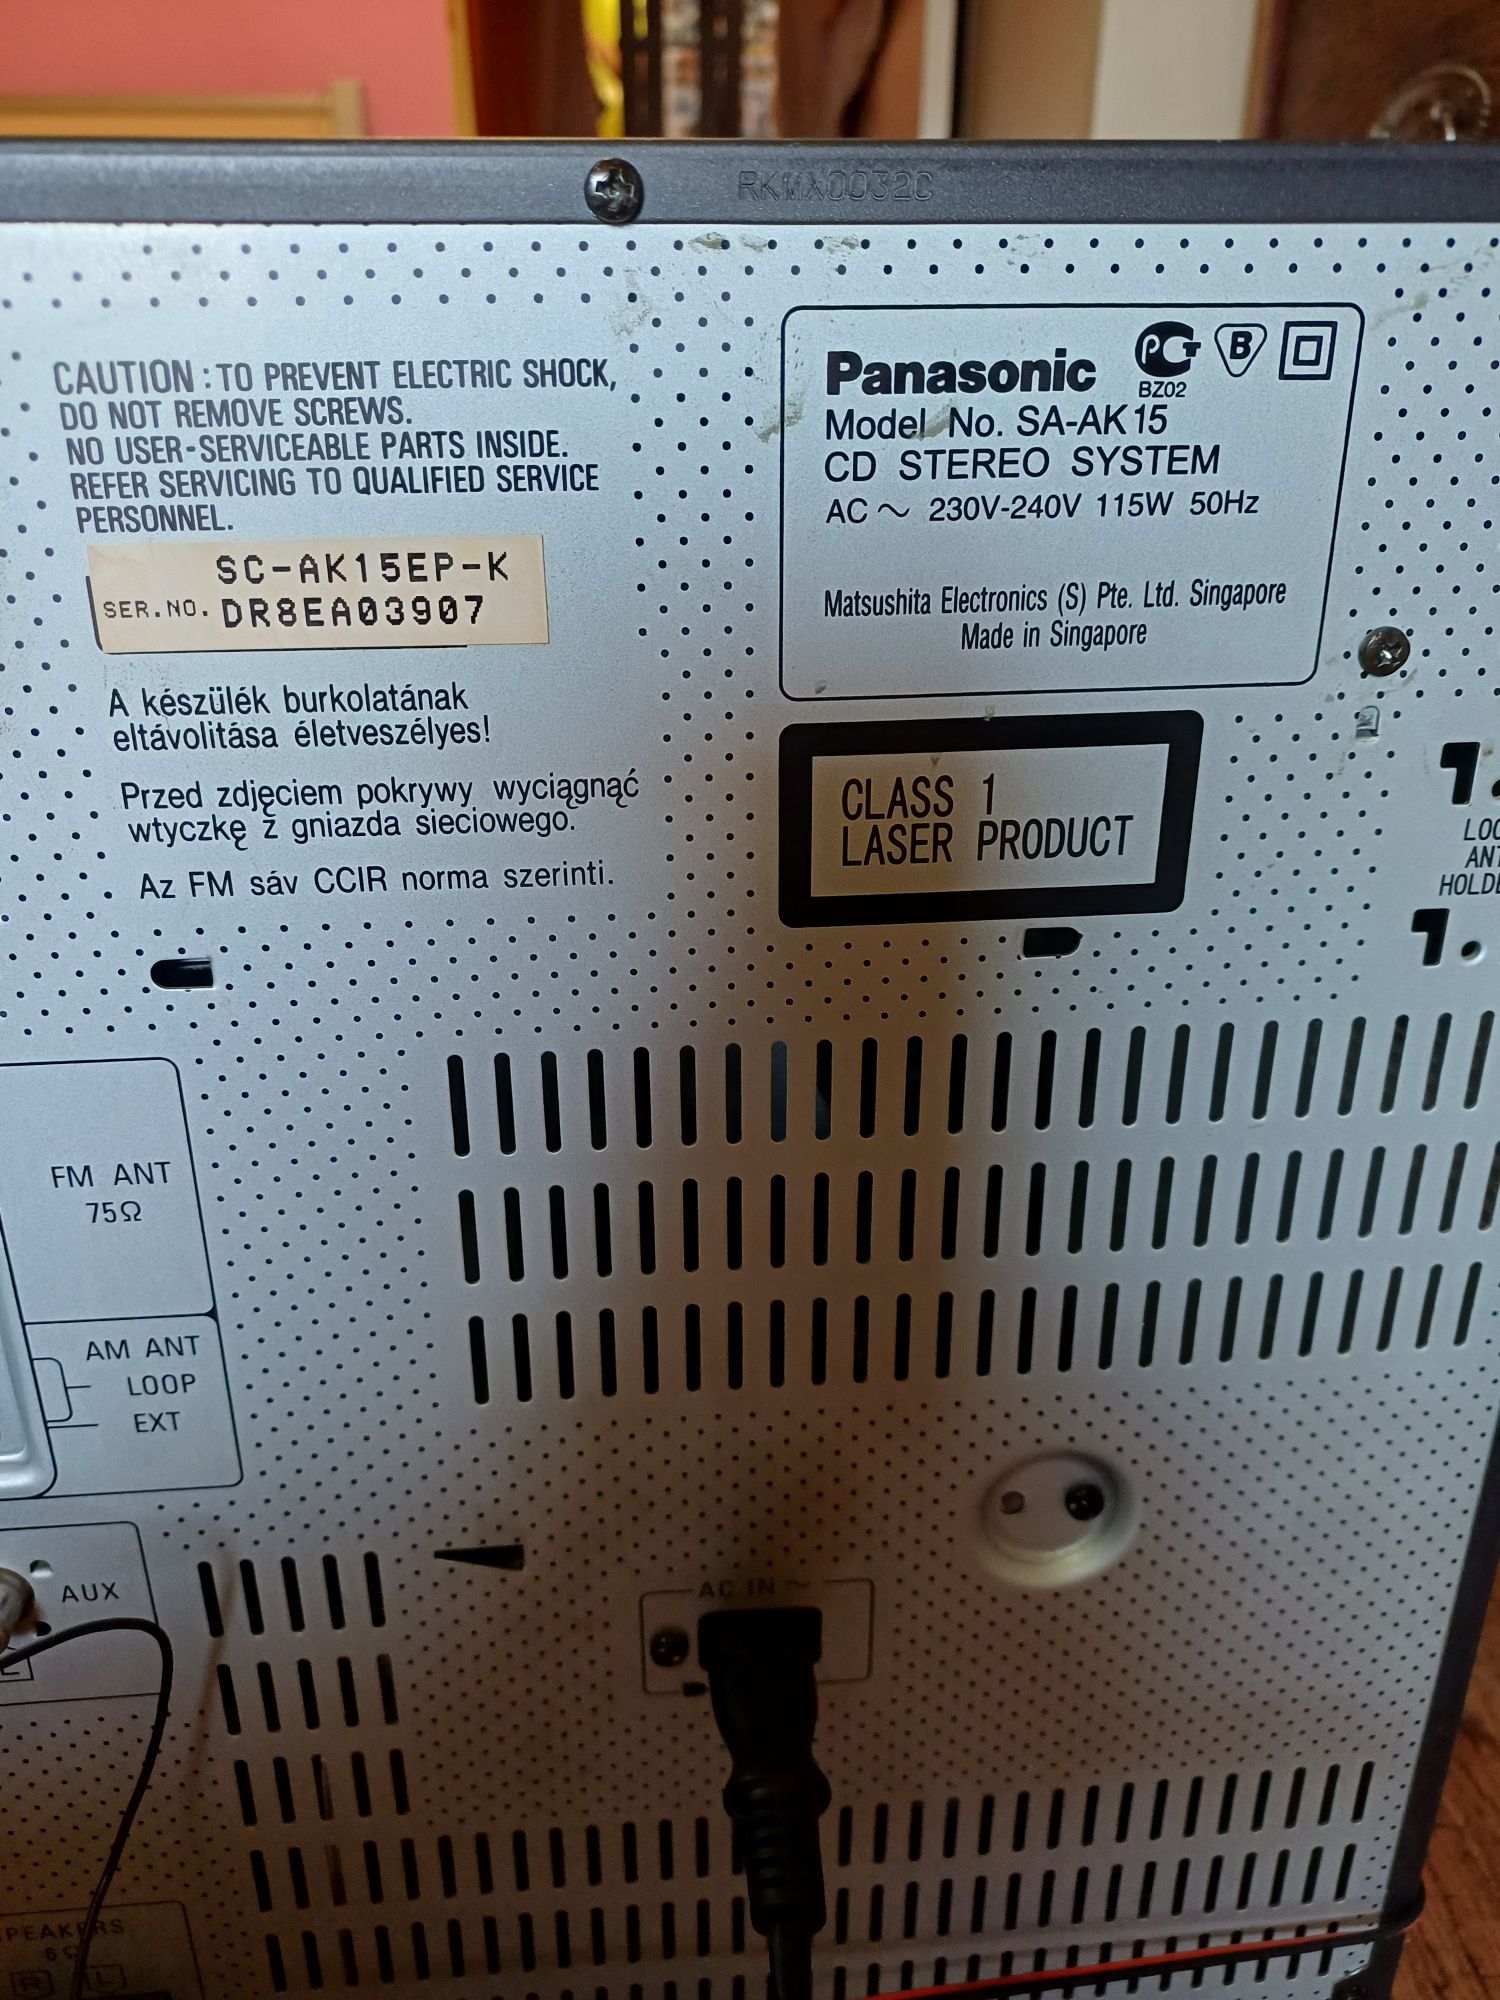 RKMX0032C
CAUTION : TO PREVENT ELECTRIC SHOCK,
DO NOT REMOVE SCREWS.
NO USER-SERVICEABLE PARTS INSIDE.
REFER SERVICING TO QUALIFIED SERVICE
PERSONNEL.
SC-AK15EP-K
SER.NO. DR8EA03907
A készülék burkolatának
eltávolitása életveszélyes!
Przed zdjęciem pokrywy wyciągnąć
wtyczkę z gniazda sieciowego.
Az FM sáv CCIR norma szerinti.
Panasonic
PCT B
BZ02
Model No. SA-AK15
CD STEREO SYSTEM
AC ~ 230V-240V 115W 50Hz
Matsushita Electronics (S) Pte. Ltd. Singapore
Made in Singapore
CLASS 1
LASER PRODUCT
FM ANT
75Ω
AM ANT
LOOP
EXT
AUX
AC IN ~
6Ω
R L